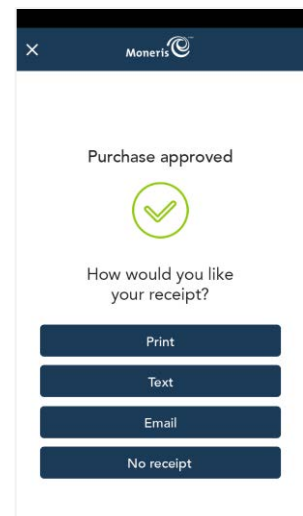 Moneris
Purchase approved
How would you like
your receipt?
Print
Text
Email
No receipt